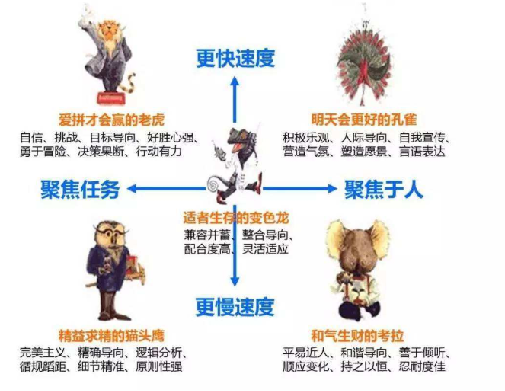 更快速度
爱拼才会赢的老虎
自信、挑战、目标导向、好胜心强、
勇于冒险、决策果断、行动有力
明天会更好的孔雀
积极乐观、人际导向、自我宣传、
营造气氛、塑造愿景、言语表达
聚焦任务
聚焦于人
适者生存的变色龙
兼容并蓄、整合导向、
配合度高、灵活适应
更慢速度
精益求精的猫头鹰
完美主义、精确导向、逻辑分析、
循规蹈距、细节精准、原则性强
和气生财的考拉
平易近人、和谐导向、善于倾听、
顺应变化、持之以恒、忍耐度佳